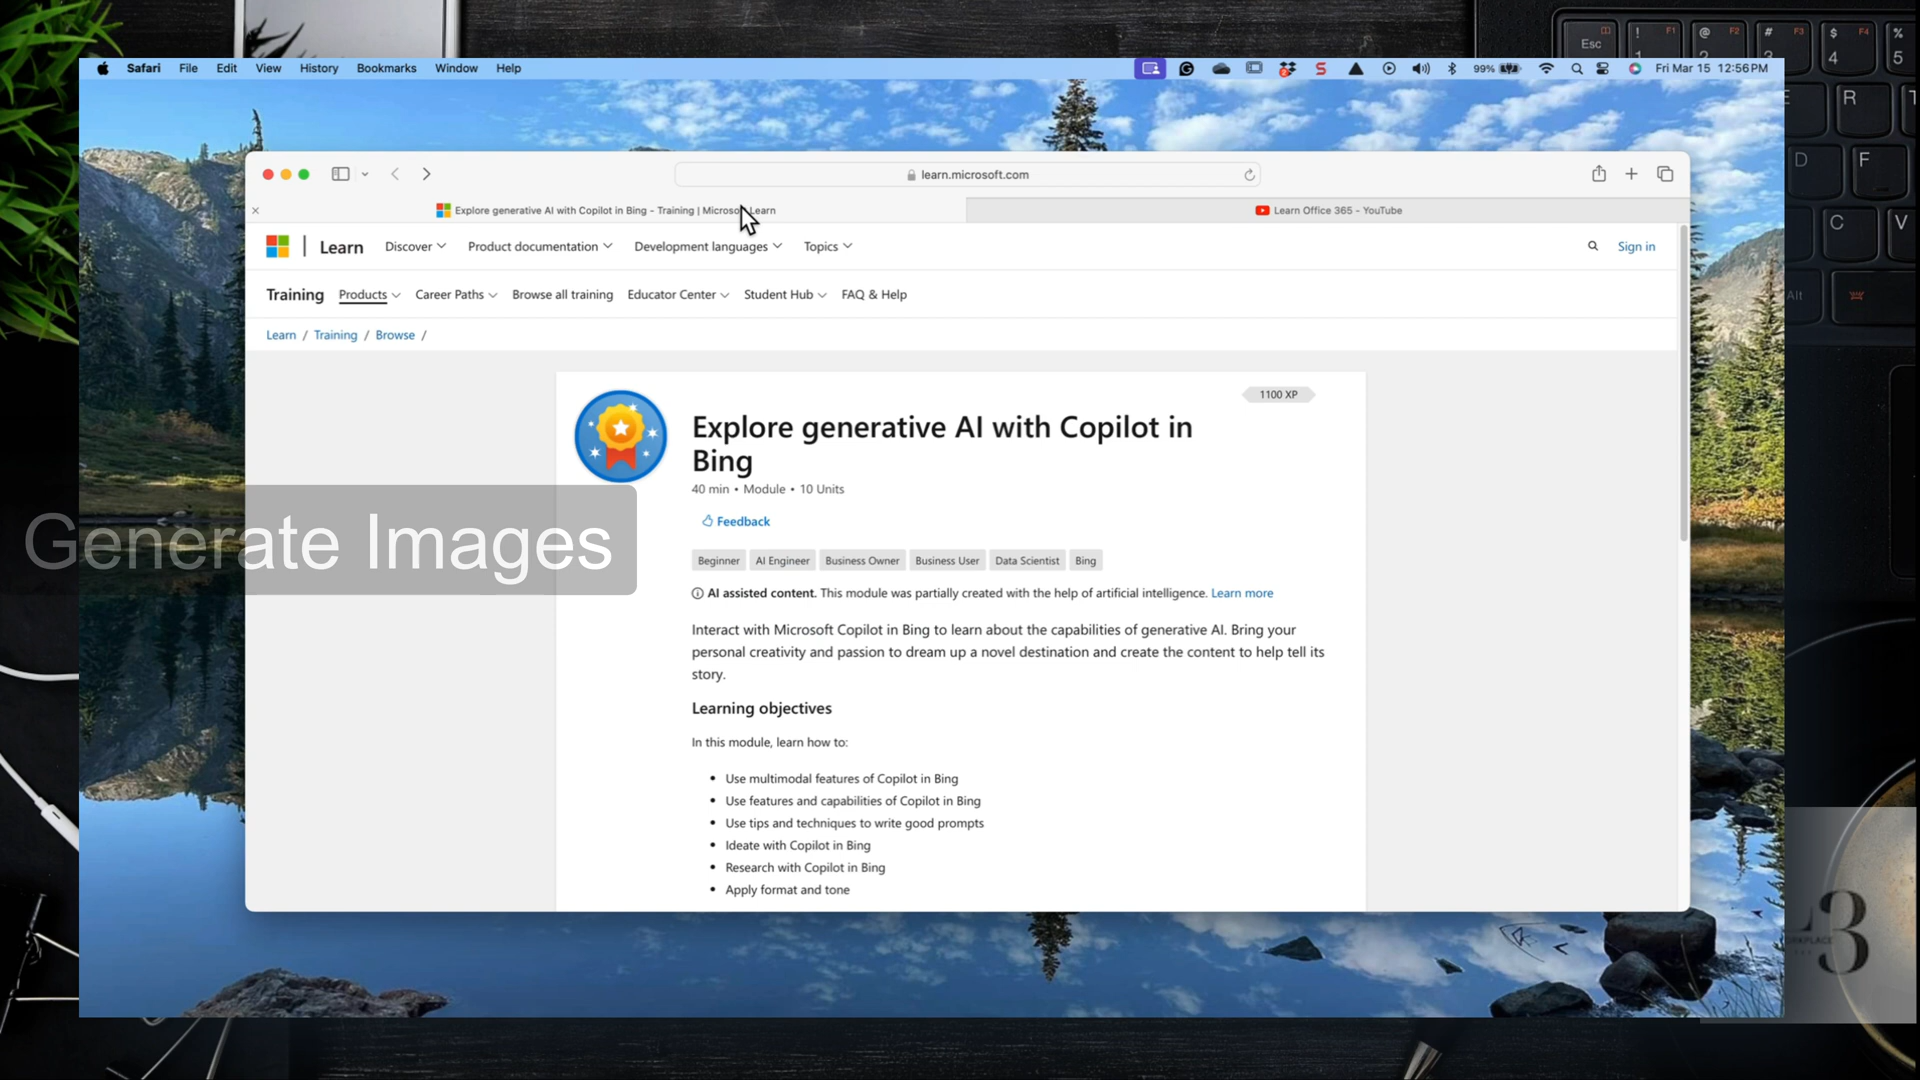 Safari File Edit View History Bookmarks Window Help 99% Fri Mar 15 12:56 PM
learn.microsoft.com
Explore generative AI with Copilot in Bing - Training | Microsoft Learn
Learn Office 365 - YouTube
Learn Discover Product documentation Development languages Topics Sign in
Training Products Career Paths Browse all training Educator Center Student Hub FAQ & Help
Learn / Training / Browse /
1100 XP
Explore generative AI with Copilot in
Bing
40 min • Module • 10 Units
Feedback
Generate Images
Beginner AI Engineer Business Owner Business User Data Scientist Bing
AI assisted content. This module was partially created with the help of artificial intelligence. Learn more
Interact with Microsoft Copilot in Bing to learn about the capabilities of generative AI. Bring your
personal creativity and passion to dream up a novel destination and create the content to help tell its
story.
Learning objectives
In this module, learn how to:
• Use multimodal features of Copilot in Bing
• Use features and capabilities of Copilot in Bing
• Use tips and techniques to write good prompts
• Ideate with Copilot in Bing
• Research with Copilot in Bing
• Apply format and tone
Esc
! F1
@ F2
# F3
$ F4
%
4
5
R
D
F
C
V
Alt
3